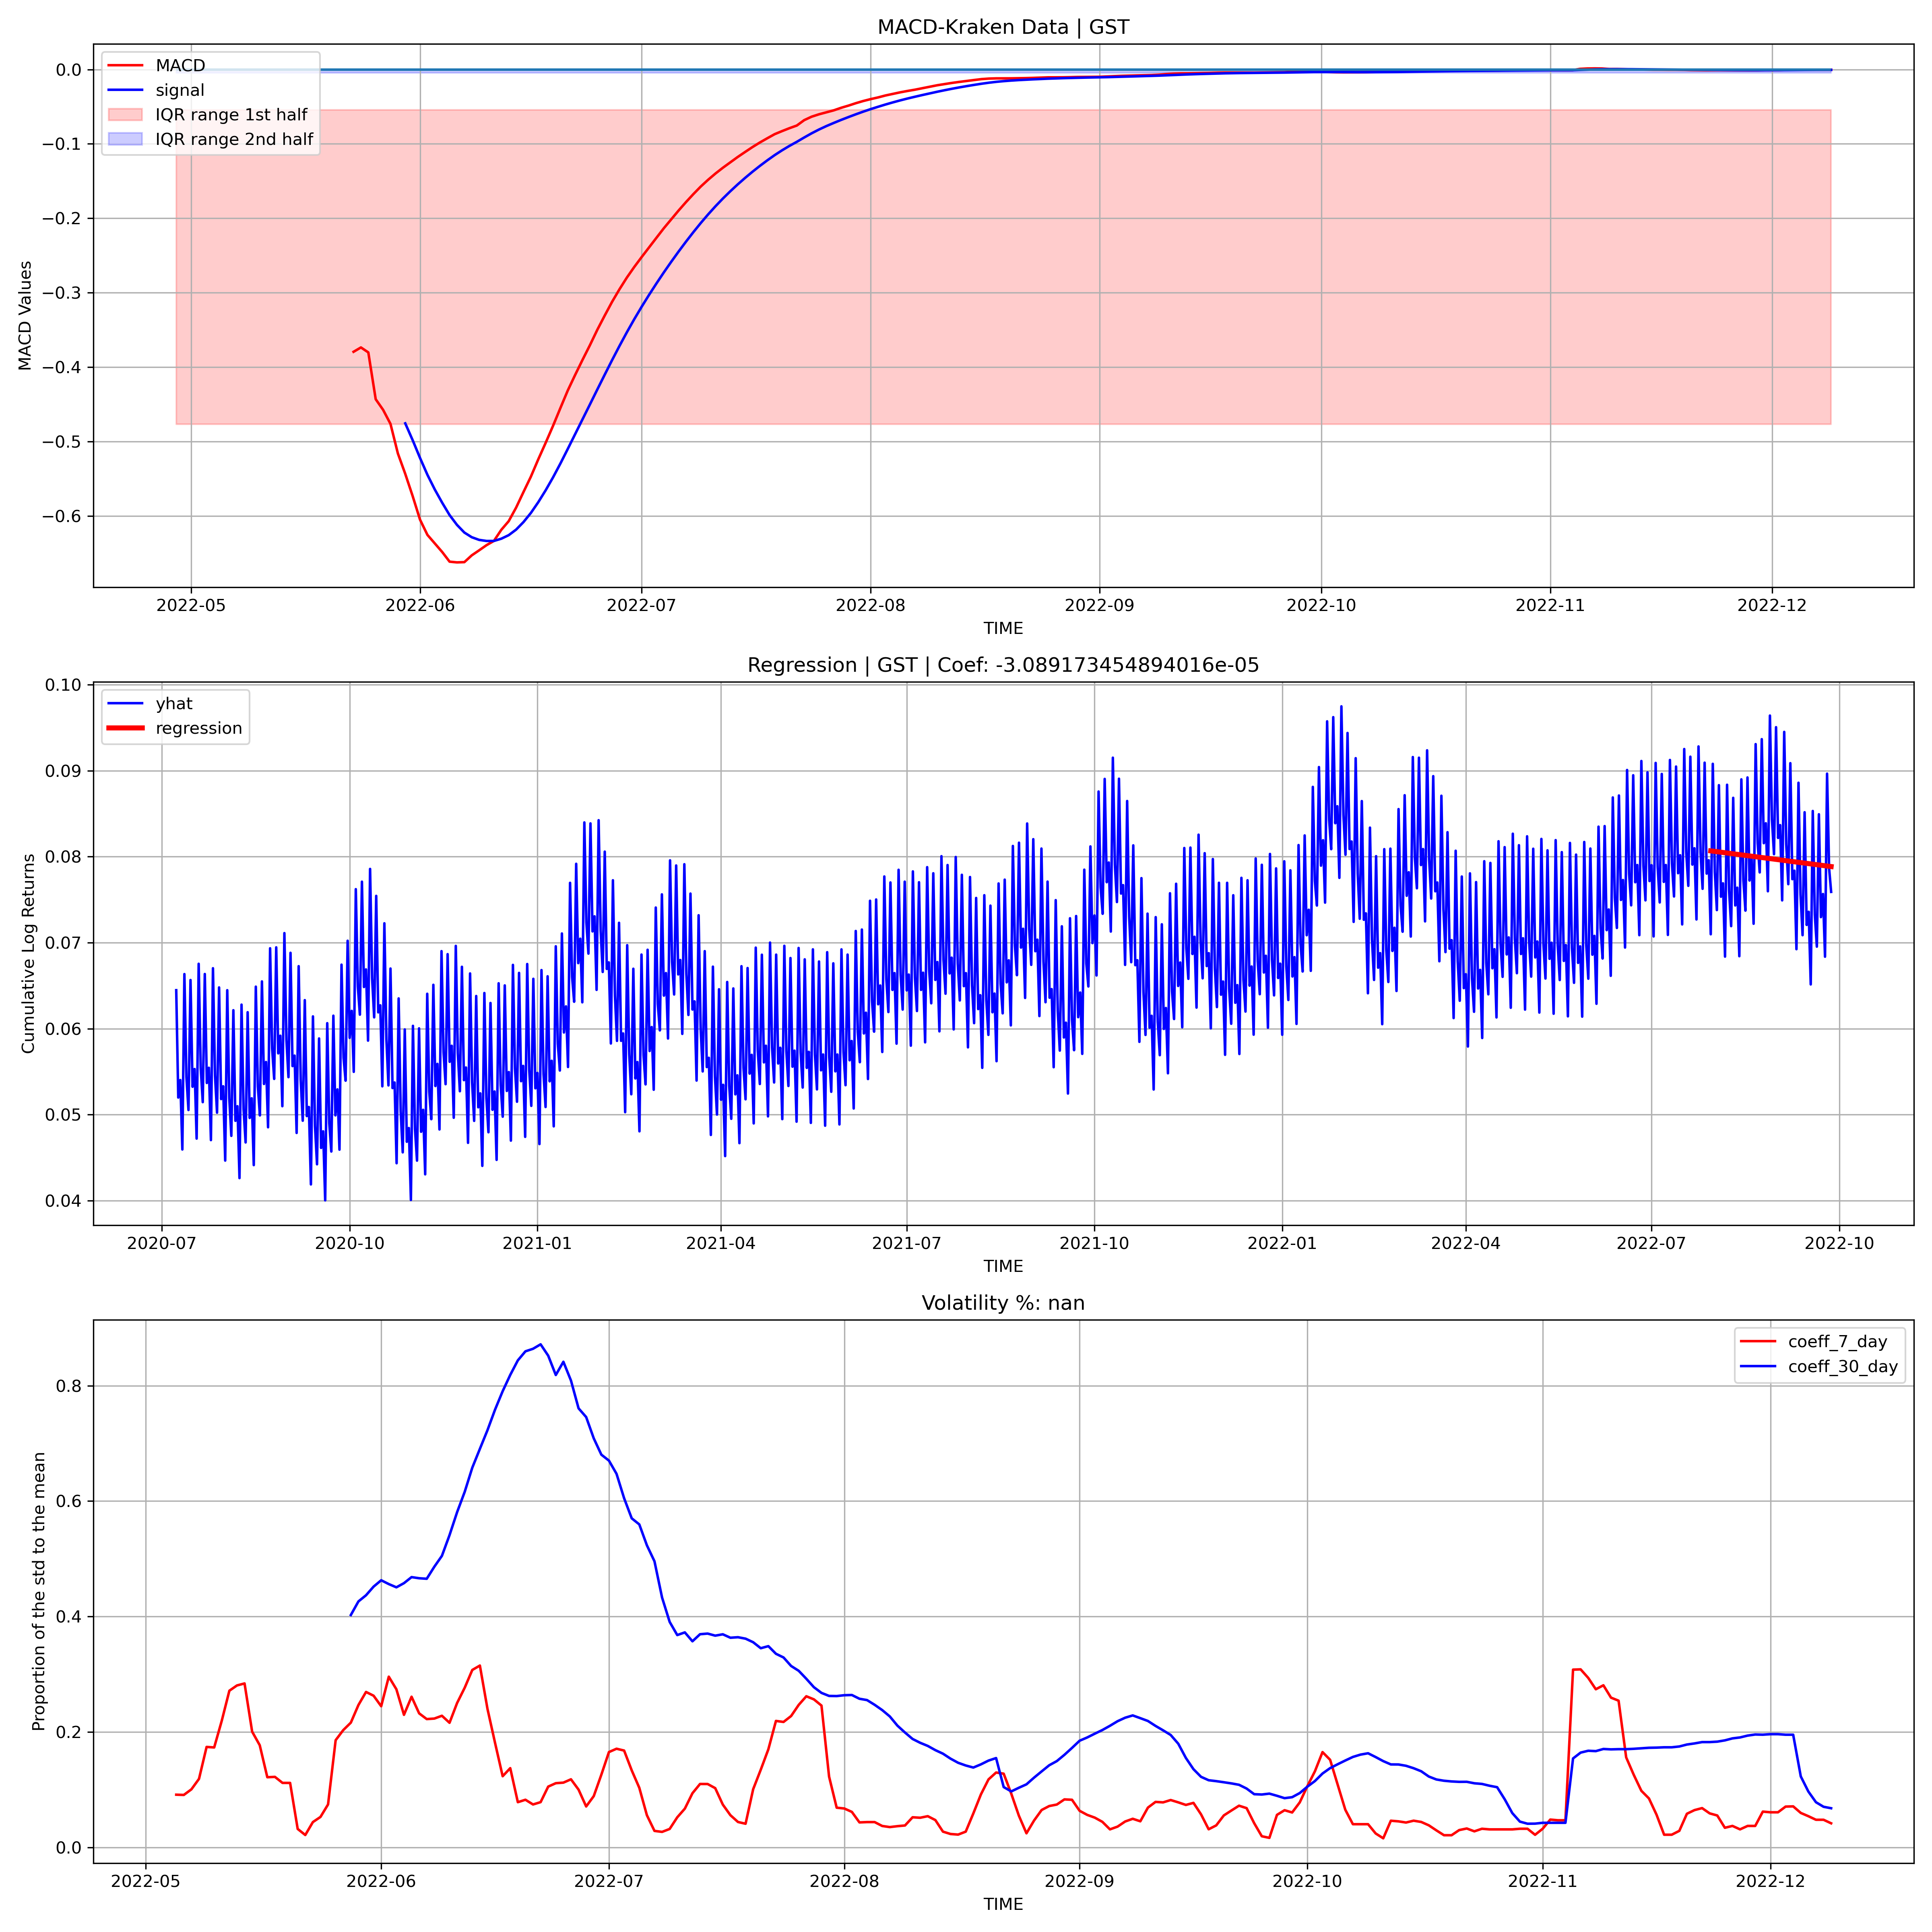 MACD-Kraken Data | GST
MACD
signal
IQR range 1st half
IQR range 2nd half
0.0
−0.1
−0.2
−0.3
−0.4
−0.5
−0.6
MACD Values
2022-05 2022-06 2022-07 2022-08 2022-09 2022-10 2022-11 2022-12
TIME
Regression | GST | Coef: -3.089173454894016e-05
yhat
regression
0.10
0.09
0.08
0.07
0.06
0.05
0.04
Cumulative Log Returns
2020-07 2020-10 2021-01 2021-04 2021-07 2021-10 2022-01 2022-04 2022-07 2022-10
TIME
Volatility %: nan
coeff_7_day
coeff_30_day
0.8
0.6
0.4
0.2
0.0
Proportion of the std to the mean
2022-05 2022-06 2022-07 2022-08 2022-09 2022-10 2022-11 2022-12
TIME